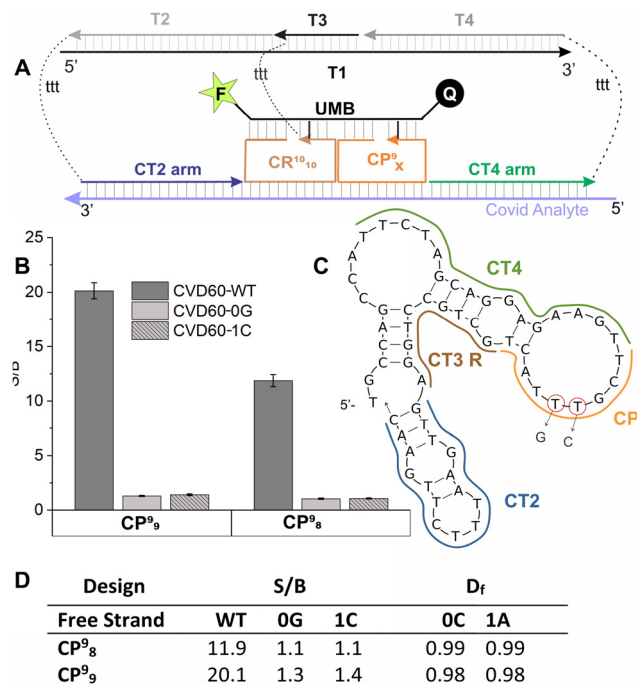 T2 T3 T4
A
5' 3'
ttt ttt ttt
T1
F UMB Q
CR¹⁰₁₀ CP⁹ₓ
CT2 arm CT4 arm
3' 5'
Covid Analyte
B
25
20
15
10
5
0
S/B
CVD60-WT
CVD60-0G
CVD60-1C
CP⁹₉ CP⁹₈
C
CT4
CT3 R
CP
CT2
5'-
G C
D
Design S/B D_f
Free Strand WT 0G 1C 0C 1A
CP⁹₈ 11.9 1.1 1.1 0.99 0.99
CP⁹₉ 20.1 1.3 1.4 0.98 0.98